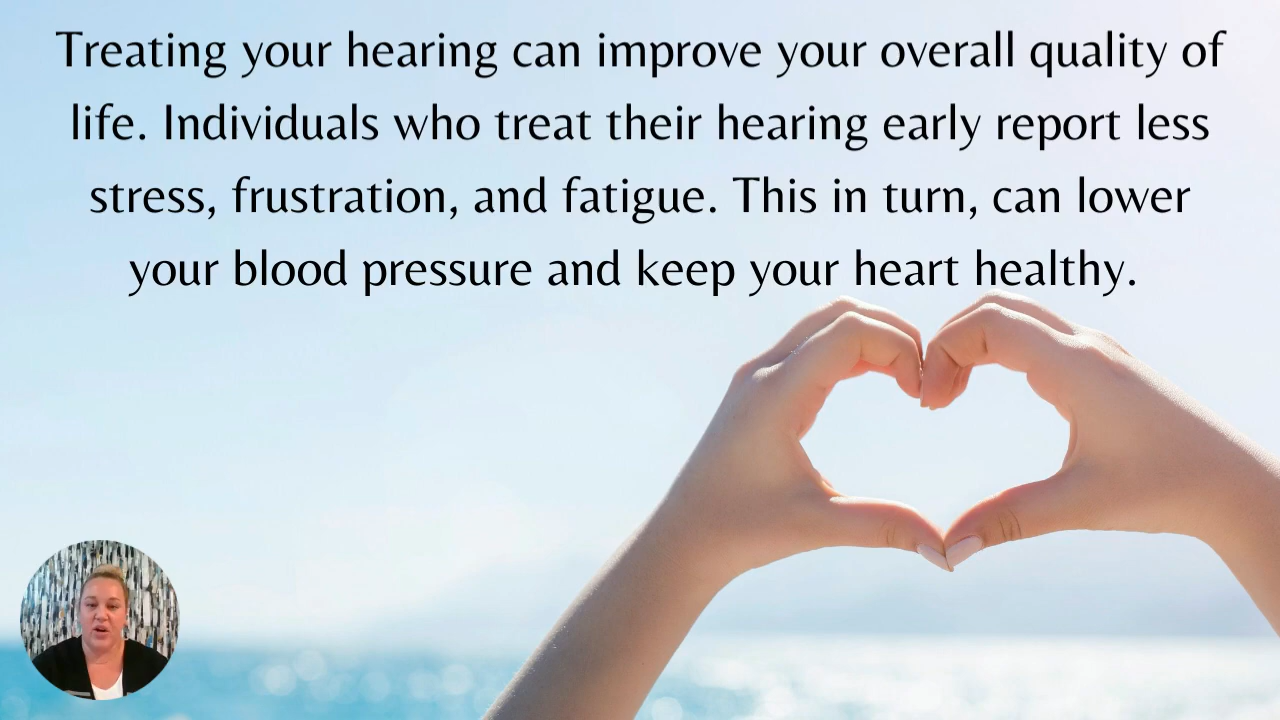 Treating your hearing can improve your overall quality of
life. Individuals who treat their hearing early report less
stress, frustration, and fatigue. This in turn, can lower
your blood pressure and keep your heart healthy.